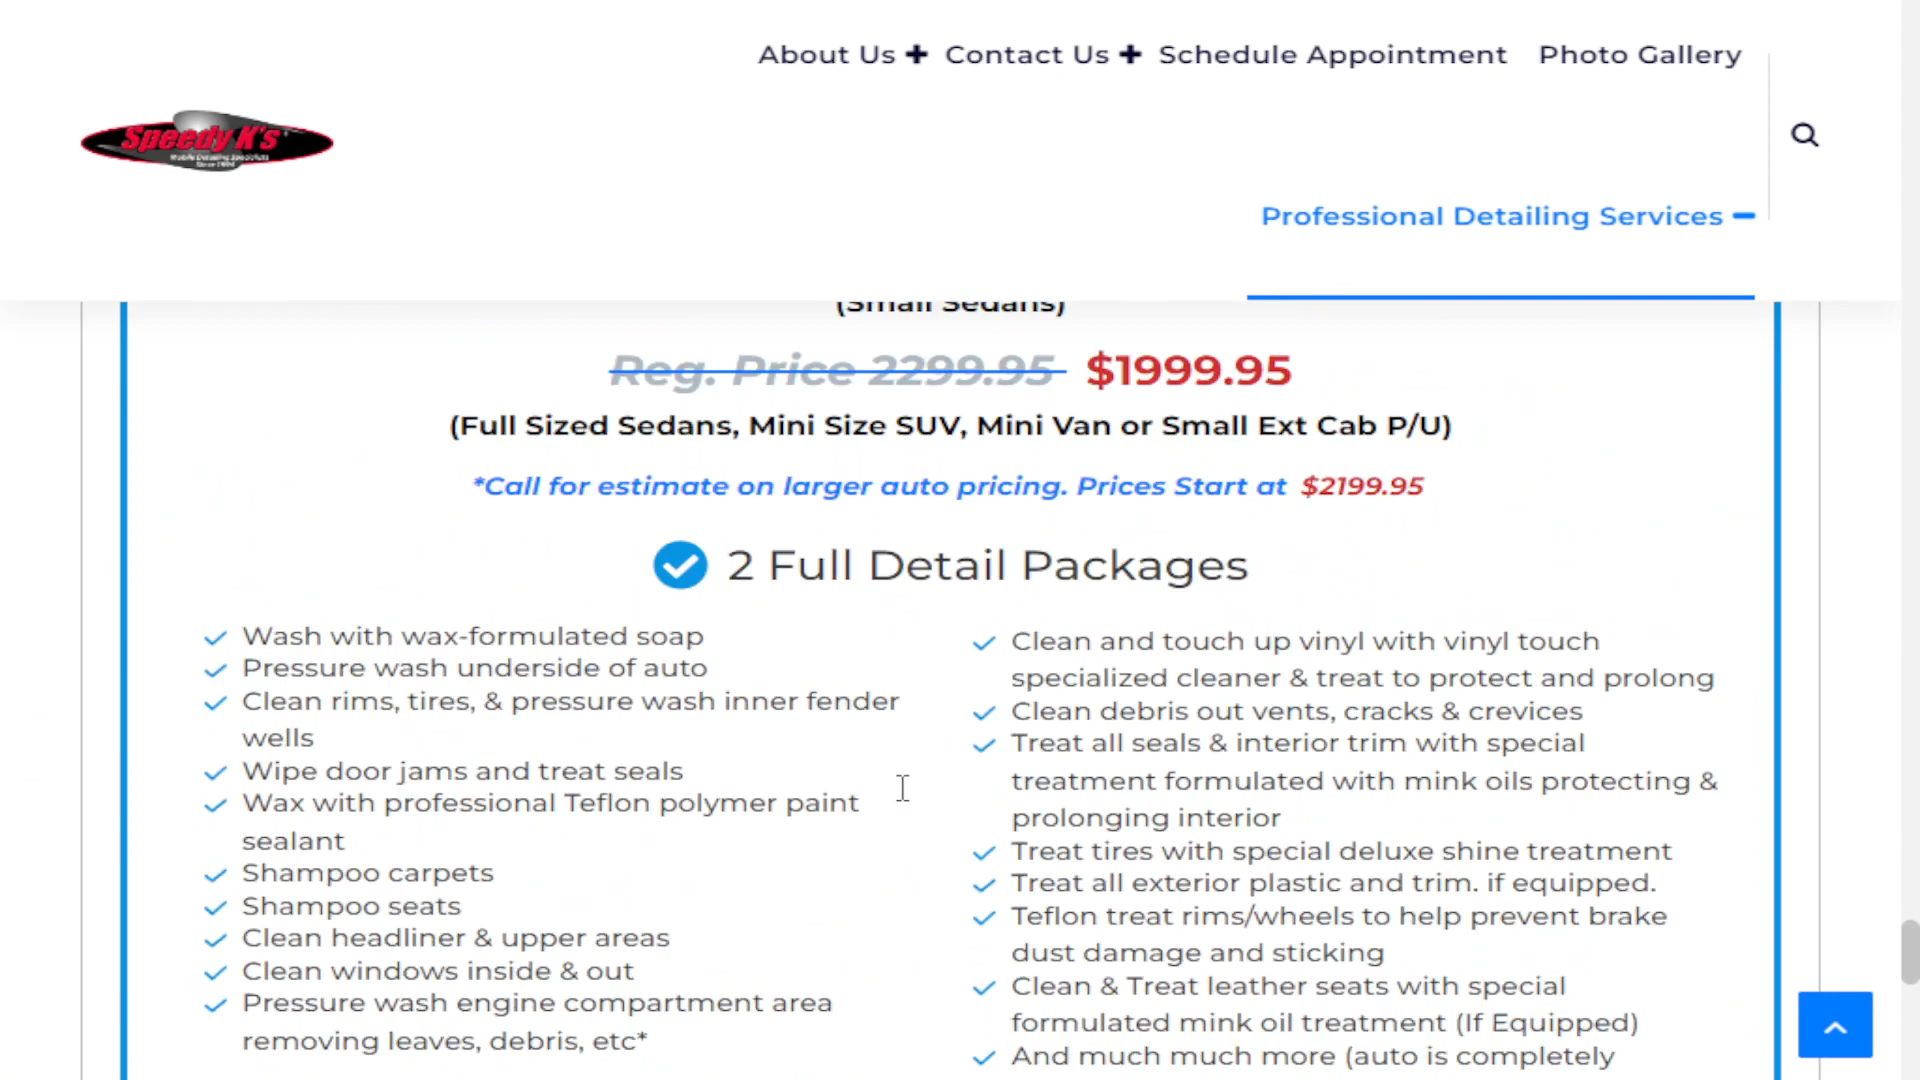 About Us + Contact Us + Schedule Appointment Photo Gallery
Speedy K's
Mobile Detailing Specialists
Since 1984
Professional Detailing Services –
(Small Sedans)
Reg. Price 2299.95 $1999.95
(Full Sized Sedans, Mini Size SUV, Mini Van or Small Ext Cab P/U)
*Call for estimate on larger auto pricing. Prices Start at $2199.95
2 Full Detail Packages
Wash with wax-formulated soap
Pressure wash underside of auto
Clean rims, tires, & pressure wash inner fender
wells
Wipe door jams and treat seals
Wax with professional Teflon polymer paint
sealant
Shampoo carpets
Shampoo seats
Clean headliner & upper areas
Clean windows inside & out
Pressure wash engine compartment area
removing leaves, debris, etc*
Clean and touch up vinyl with vinyl touch
specialized cleaner & treat to protect and prolong
Clean debris out vents, cracks & crevices
Treat all seals & interior trim with special
treatment formulated with mink oils protecting &
prolonging interior
Treat tires with special deluxe shine treatment
Treat all exterior plastic and trim. if equipped.
Teflon treat rims/wheels to help prevent brake
dust damage and sticking
Clean & Treat leather seats with special
formulated mink oil treatment (If Equipped)
And much much more (auto is completely